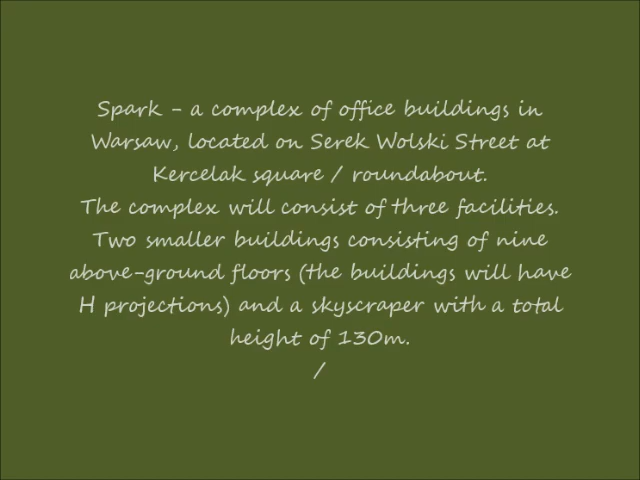 Spark - a complex of office buildings in
Warsaw, located on Serek Wolski Street at
Kercelak square / roundabout.
The complex will consist of three facilities.
Two smaller buildings consisting of nine
above-ground floors (the buildings will have
H projections) and a skyscraper with a total
height of 130m.
/